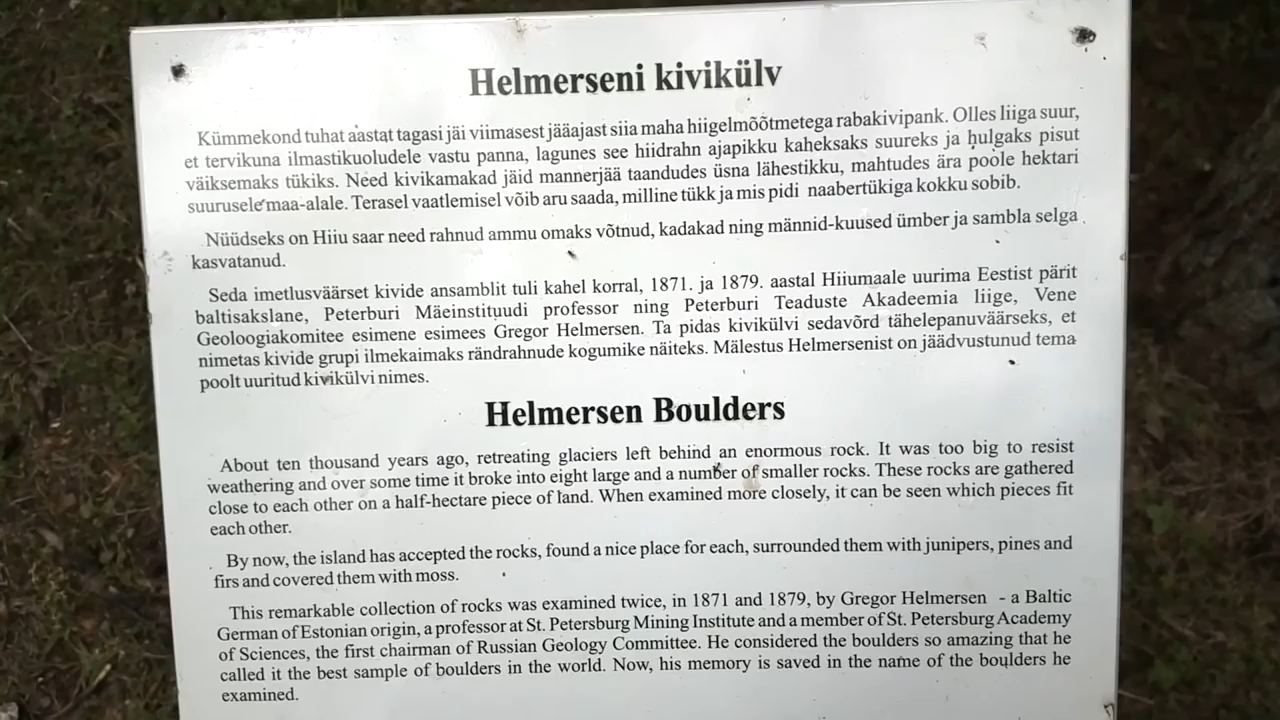 Helmerseni kivikülv
Kümmekond tuhat aastat tagasi jäi viimasest jääajast siia maha hiigelmõõtmetega rabakivipank. Olles liiga suur,
et tervikuna ilmastikuoludele vastu panna, lagunes see hiidrahn ajapikku kaheksaks suureks ja hulgaks pisut
väiksemaks tükiks. Need kivikamakad jäid mannerjää taandudes üsna lähestikku, mahtudes ära poole hektari
suurusele maa-alale. Terasel vaatlemisel võib aru saada, milline tükk ja mis pidi naabertükiga kokku sobib.
Nüüdseks on Hiiu saar need rahnud ammu omaks võtnud, kadakad ning männid-kuused ümber ja sambla selga
kasvatanud.
Seda imetlusväärset kivide ansamblit tuli kahel korral, 1871. ja 1879. aastal Hiiumaale uurima Eestist pärit
baltisakslane, Peterburi Mäeinstituudi professor ning Peterburi Teaduste Akadeemia liige, Vene
Geoloogiakomitee esimene esimees Gregor Helmersen. Ta pidas kivikülvi sedavõrd tähelepanuväärseks, et
nimetas kivide grupi ilmekaimaks rändrahnude kogumike näiteks. Mälestus Helmersenist on jäädvustunud tema
poolt uuritud kivikülvi nimes.
Helmersen Boulders
About ten thousand years ago, retreating glaciers left behind an enormous rock. It was too big to resist
weathering and over some time it broke into eight large and a number of smaller rocks. These rocks are gathered
close to each other on a half-hectare piece of land. When examined more closely, it can be seen which pieces fit
each other.
By now, the island has accepted the rocks, found a nice place for each, surrounded them with junipers, pines and
firs and covered them with moss.
This remarkable collection of rocks was examined twice, in 1871 and 1879, by Gregor Helmersen - a Baltic
German of Estonian origin, a professor at St. Petersburg Mining Institute and a member of St. Petersburg Academy
of Sciences, the first chairman of Russian Geology Committee. He considered the boulders so amazing that he
called it the best sample of boulders in the world. Now, his memory is saved in the name of the boulders he
examined.